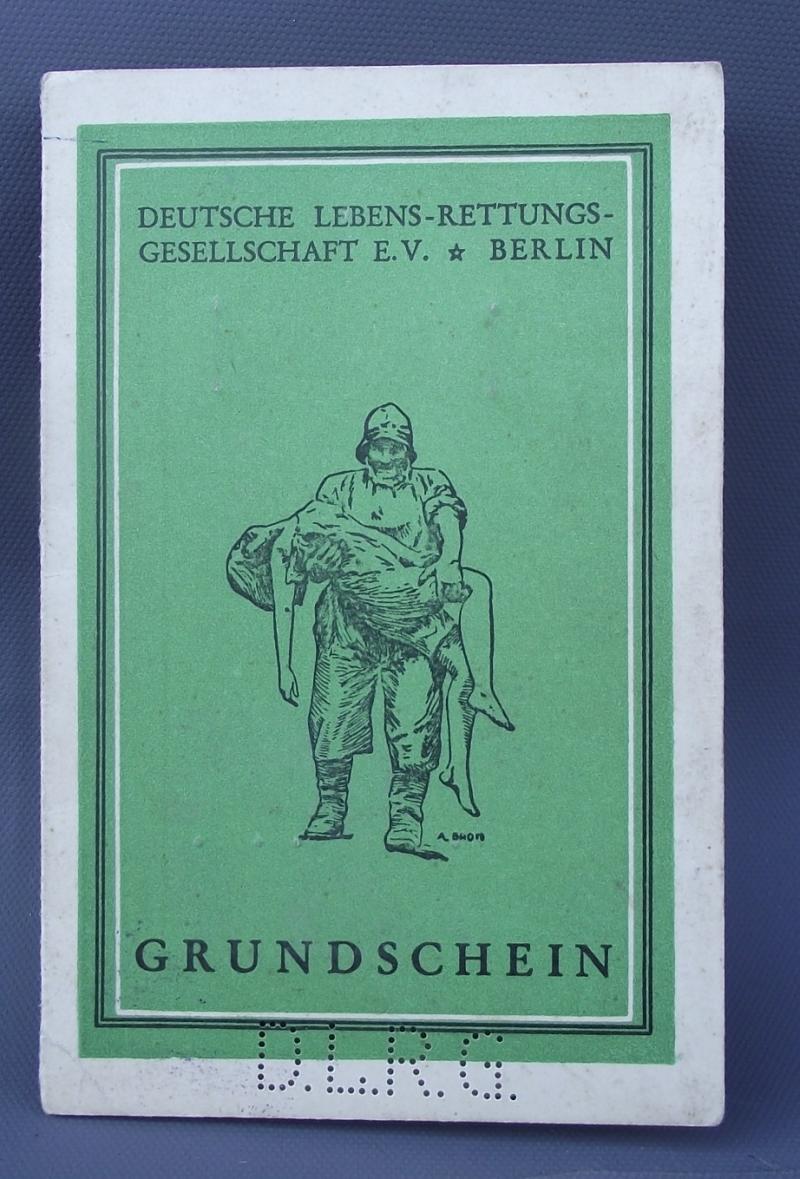 DEUTSCHE LEBENS-RETTUNGS-
GESELLSCHAFT E.V. ☆ BERLIN
GRUNDSCHEIN
D.L.R.G.